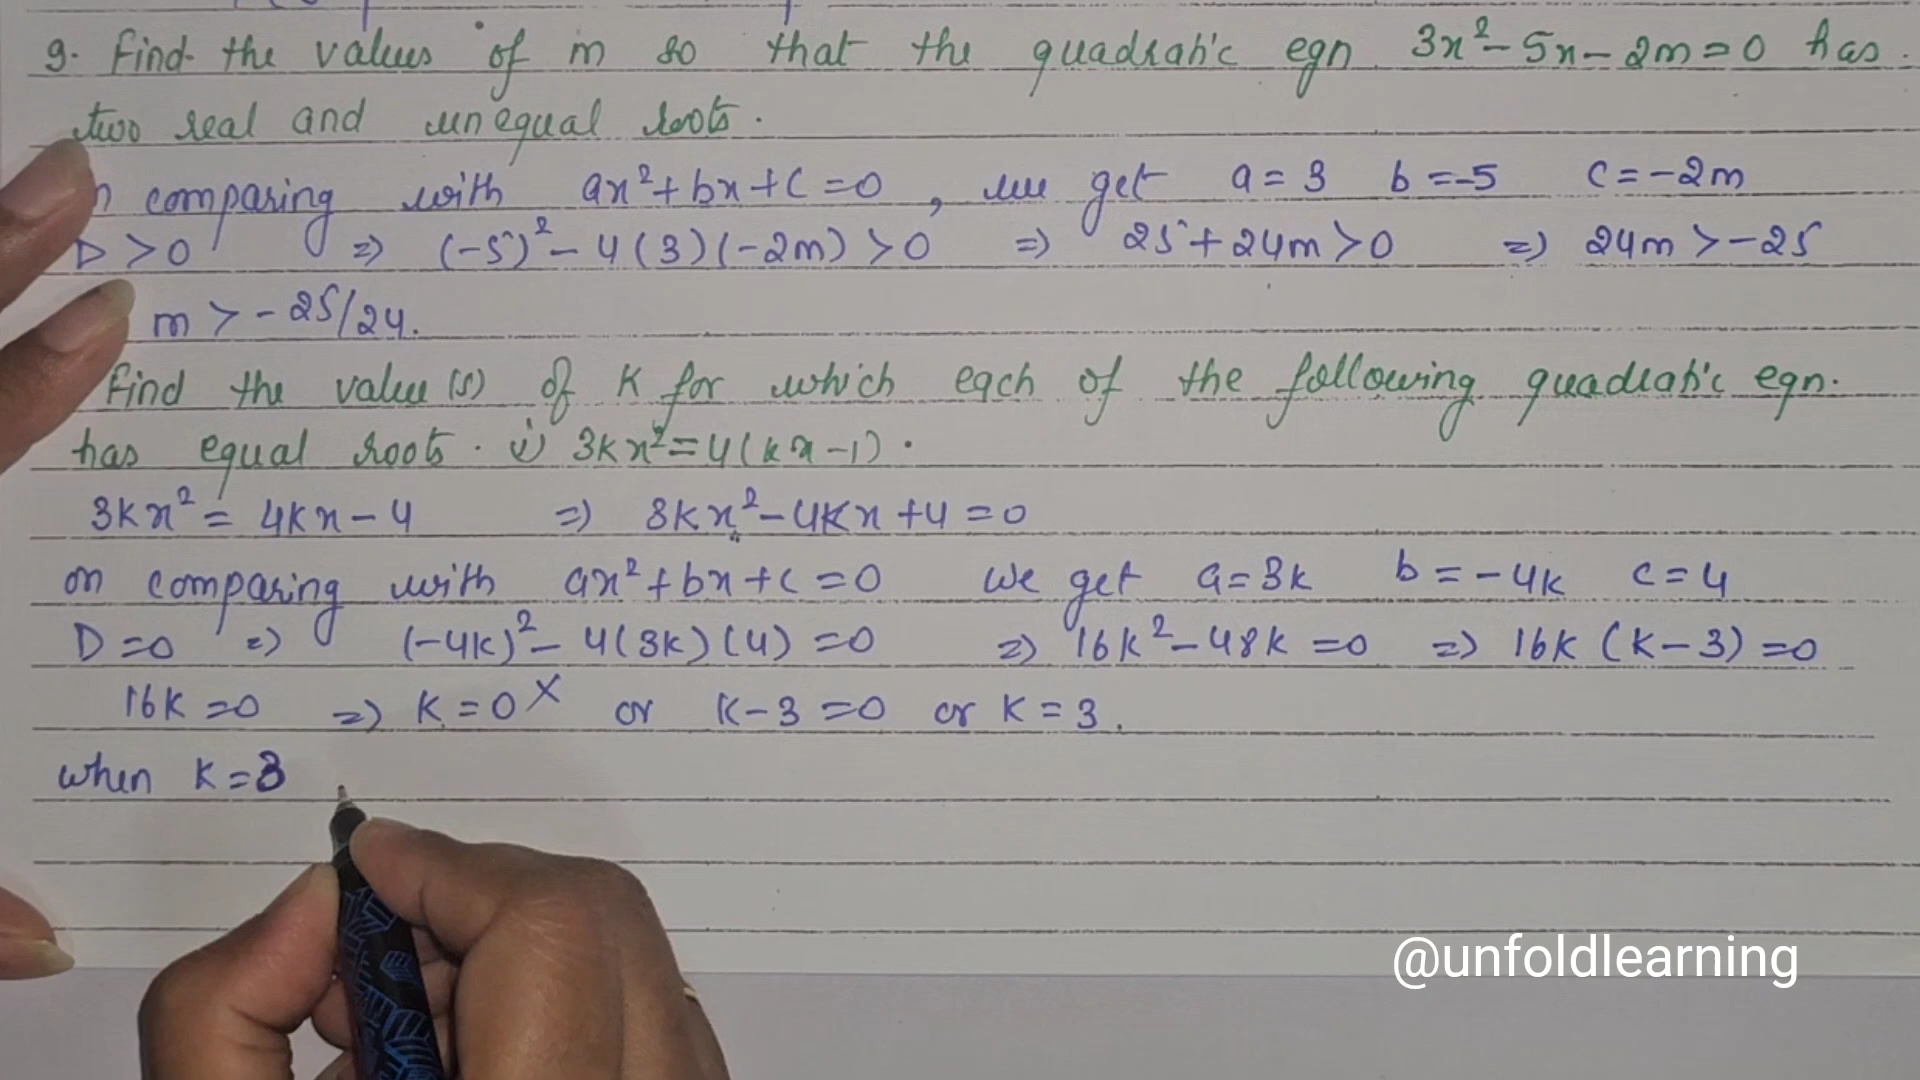 9. Find the values of m so that the quadratic eqn 3x²-5x-2m=0 has
two real and unequal roots.
n comparing with ax²+bx+c=0, we get a=3 b=-5 c=-2m
D>0 ⇒ (-5)²-4(3)(-2m)>0 ⇒ 25+24m>0 ⇒ 24m>-25
m>-25/24.
Find the value(s) of K for which each of the following quadratic eqn.
has equal roots. i) 3kx²=4(kx-1).
3kx²=4kx-4 ⇒ 3kx²-4kx+4=0
on comparing with ax²+bx+c=0 we get a=3k b=-4k c=4
D=0 ⇒ (-4k)²-4(3k)(4)=0 ⇒ 16k²-48k=0 ⇒ 16k(k-3)=0
16k=0 ⇒ k=0 X or k-3=0 or k=3.
when k=3
@unfoldlearning